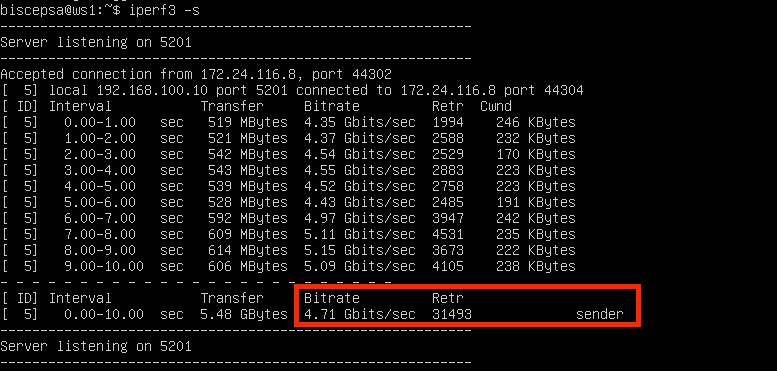 biscepsa@ws1:~$ iperf3 -s
-----------------------------------------------------------
Server listening on 5201
-----------------------------------------------------------
Accepted connection from 172.24.116.8, port 44302
[  5] local 192.168.100.10 port 5201 connected to 172.24.116.8 port 44304
[ ID] Interval           Transfer     Bitrate         Retr  Cwnd
[  5]   0.00-1.00   sec   519 MBytes  4.35 Gbits/sec  1994    246 KBytes
[  5]   1.00-2.00   sec   521 MBytes  4.37 Gbits/sec  2588    232 KBytes
[  5]   2.00-3.00   sec   542 MBytes  4.54 Gbits/sec  2529    170 KBytes
[  5]   3.00-4.00   sec   543 MBytes  4.55 Gbits/sec  2883    223 KBytes
[  5]   4.00-5.00   sec   539 MBytes  4.52 Gbits/sec  2758    223 KBytes
[  5]   5.00-6.00   sec   528 MBytes  4.43 Gbits/sec  2485    191 KBytes
[  5]   6.00-7.00   sec   592 MBytes  4.97 Gbits/sec  3947    242 KBytes
[  5]   7.00-8.00   sec   609 MBytes  5.11 Gbits/sec  4531    235 KBytes
[  5]   8.00-9.00   sec   614 MBytes  5.15 Gbits/sec  3673    222 KBytes
[  5]   9.00-10.00  sec   606 MBytes  5.09 Gbits/sec  4105    238 KBytes
- - - - - - - - - - - - - - - - - - - - - - - - -
[ ID] Interval           Transfer     Bitrate         Retr
[  5]   0.00-10.00  sec  5.48 GBytes  4.71 Gbits/sec  31493             sender
-----------------------------------------------------------
Server listening on 5201
-----------------------------------------------------------